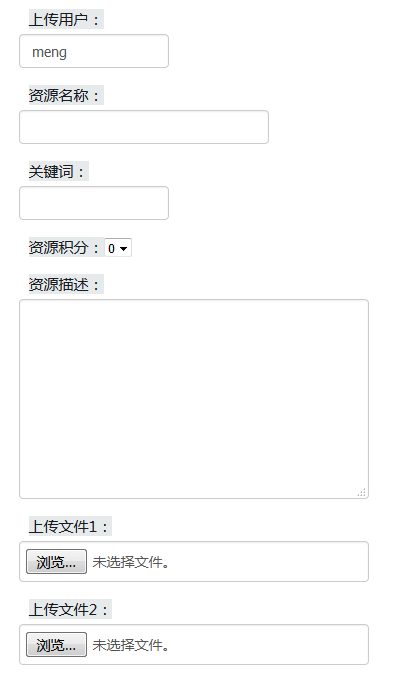 上传用户：
meng
资源名称：
关键词：
资源积分： 0
资源描述：
上传文件1：
浏览... 未选择文件。
上传文件2：
浏览... 未选择文件。